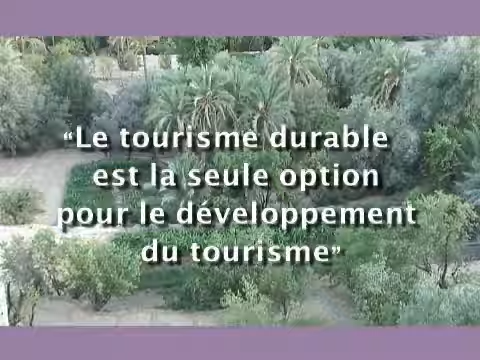 “Le tourisme durable
est la seule option
pour le développement
du tourisme”